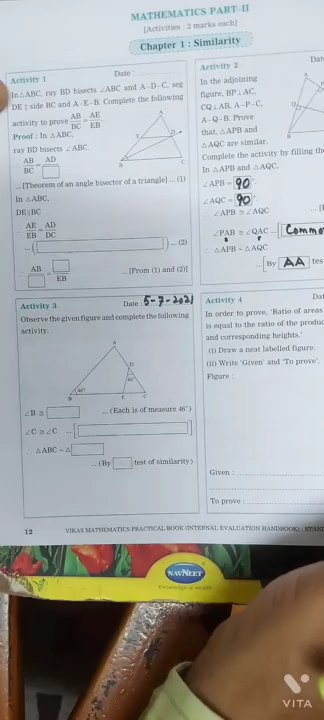 MATHEMATICS PART-II
[Activities : 2 marks each]
Chapter 1 : Similarity
Activity 1 Date :
In △ABC, ray BD bisects ∠ABC and A-D-C, seg
DE ∥ side BC and A-E-B. Complete the following
activity to prove AB/BC = AE/EB
Proof : In △ABC,
ray BD bisects ∠ABC.
A
E
D
B
C
AB/BC = AD/□
... [Theorem of an angle bisector of a triangle] ... (1)
In △ABC,
DE∥BC
∴ AE/EB = AD/DC ... ( ) ... (2)
∴ AB/□ = □/EB ... [From (1) and (2)]
Activity 2 Dat
In the adjoining
figure, BP⊥AC,
CQ⊥AB, A-P-C,
A-Q-B. Prove
that, △APB and
△AQC are similar.
A
Q
B
Complete the activity by filling the
In △APB and △AQC,
∠APB = 90°.
∠AQC = 90°.
∴ ∠APB ≅ ∠AQC ...
∠PAB ≅ ∠QAC ... [Commo
∴ △APB ~ △AQC
... [By AA tes
Activity 3 Date : 5-7-2021
Observe the given figure and complete the following
activity.
A
D
46°
46°
B
E
C
∠B ≅ □ ... (Each is of measure 46°)
∠C ≅ ∠C ... [ ]
∴ △ABC ~ △□
... (By □ test of similarity)
Activity 4 Dat
In order to prove, 'Ratio of areas
is equal to the ratio of the produc
and corresponding heights.'
(i) Draw a neat labelled figure.
(ii) Write 'Given' and 'To prove'.
Figure :
Given :
To prove :
12 VIKAS MATHEMATICS PRACTICAL BOOK (INTERNAL EVALUATION HANDBOOK) : STAN
NAVNEET
Knowledge is wealth
VITA